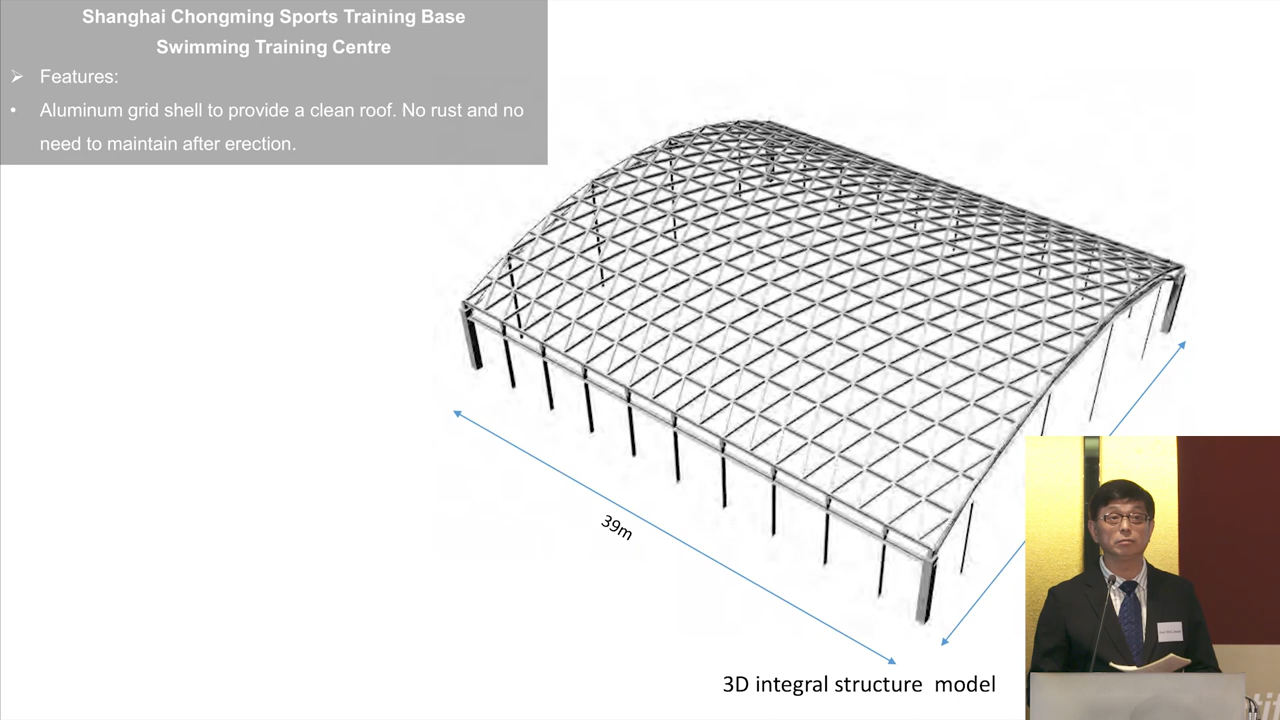 Shanghai Chongming Sports Training Base
Swimming Training Centre
➢ Features:
• Aluminum grid shell to provide a clean roof. No rust and no
need to maintain after erection.
39m
3D integral structure model